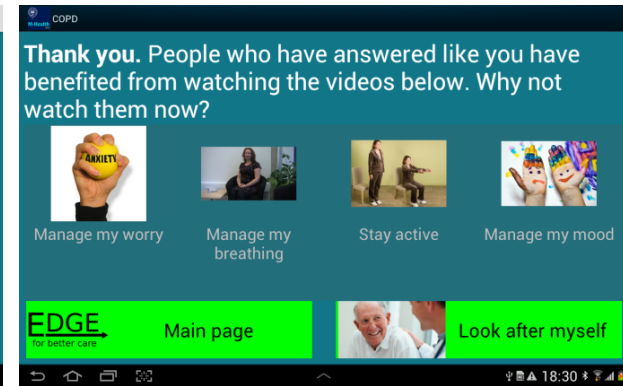 M-Health
COPD
Thank you. People who have answered like you have
benefited from watching the videos below. Why not
watch them now?
ANXIETY
Manage my worry
Manage my
breathing
Stay active
Manage my mood
EDGE
for better care
Main page
Look after myself
18:30